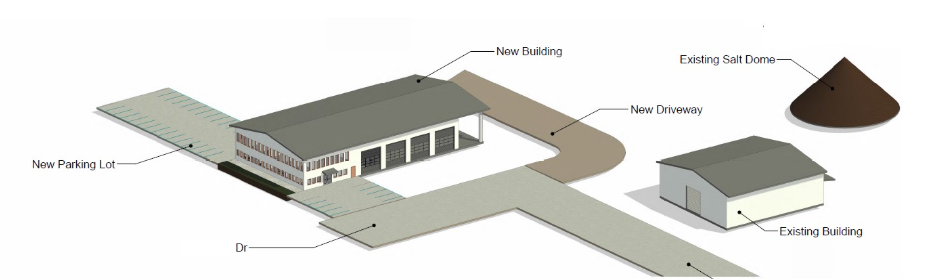 New Building
Existing Salt Dome
New Driveway
New Parking Lot
Existing Building
Dr